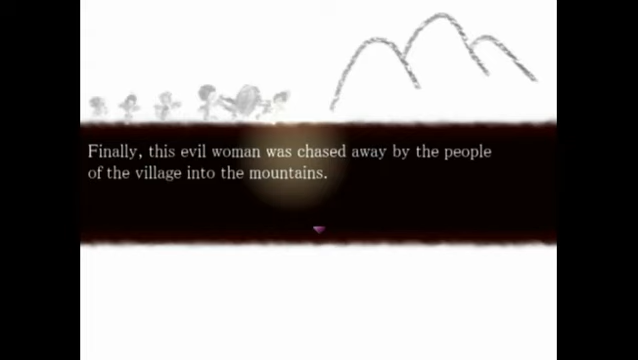 Finally, this evil woman was chased away by the people
of the village into the mountains.